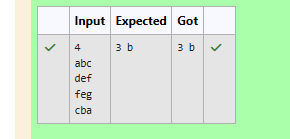 Input Expected Got
4 3 b 3 b
abc
def
feg
cba